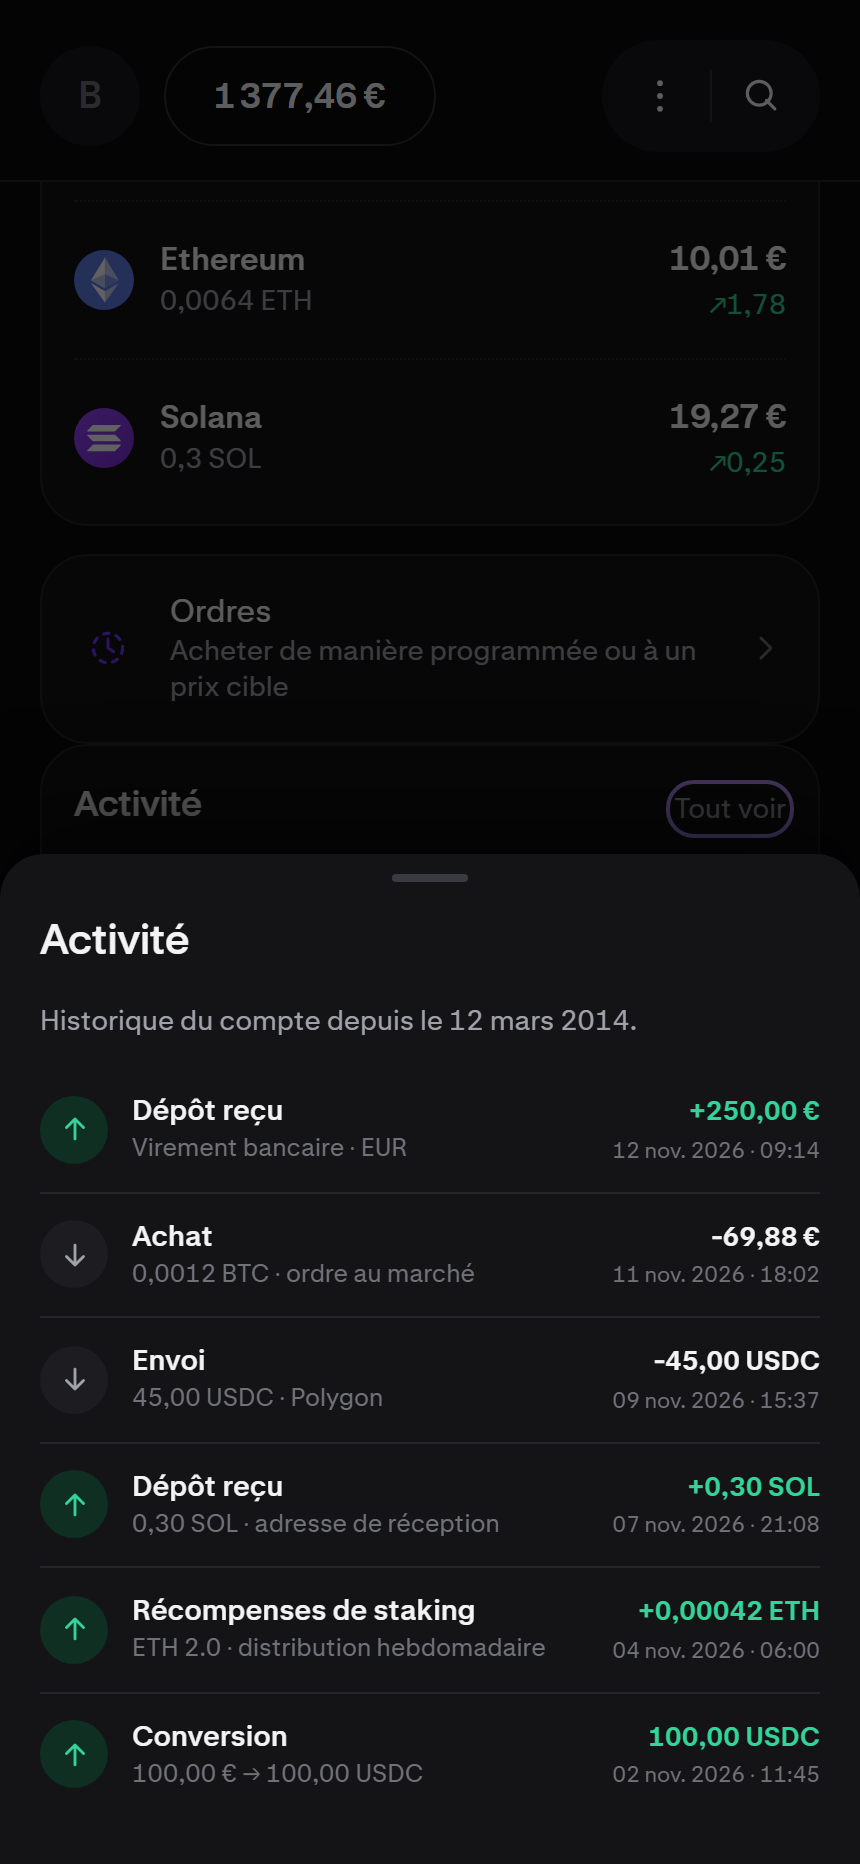 B
1 377,46 €
Ethereum
10,01 €
0,0064 ETH
↗1,78
Solana
19,27 €
0,3 SOL
↗0,25
Ordres
Acheter de manière programmée ou à un
prix cible
Activité
Tout voir
Activité
Historique du compte depuis le 12 mars 2014.
Dépôt reçu
+250,00 €
Virement bancaire · EUR
12 nov. 2026 · 09:14
Achat
-69,88 €
0,0012 BTC · ordre au marché
11 nov. 2026 · 18:02
Envoi
-45,00 USDC
45,00 USDC · Polygon
09 nov. 2026 · 15:37
Dépôt reçu
+0,30 SOL
0,30 SOL · adresse de réception
07 nov. 2026 · 21:08
Récompenses de staking
+0,00042 ETH
ETH 2.0 · distribution hebdomadaire
04 nov. 2026 · 06:00
Conversion
100,00 USDC
100,00 € → 100,00 USDC
02 nov. 2026 · 11:45